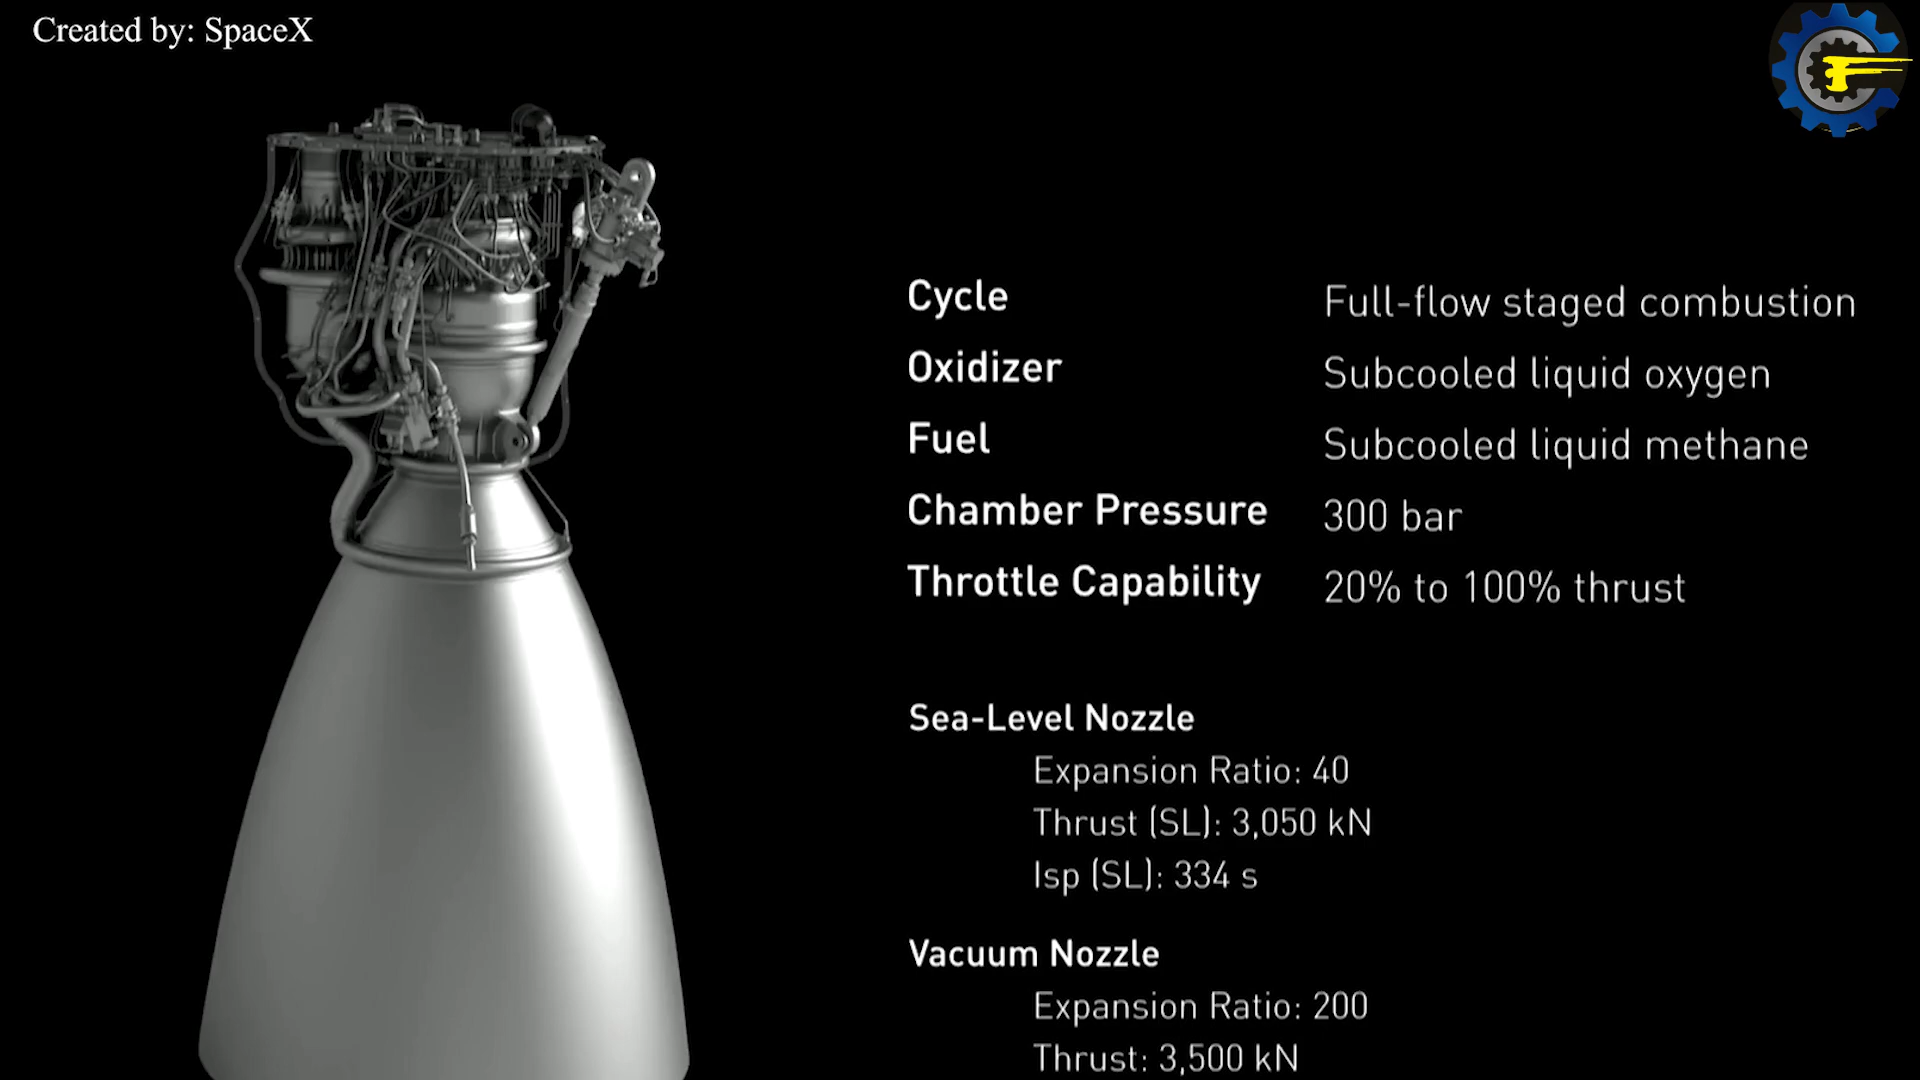 Created by: SpaceX
Cycle Full-flow staged combustion
Oxidizer Subcooled liquid oxygen
Fuel Subcooled liquid methane
Chamber Pressure 300 bar
Throttle Capability 20% to 100% thrust
Sea-Level Nozzle
Expansion Ratio: 40
Thrust (SL): 3,050 kN
Isp (SL): 334 s
Vacuum Nozzle
Expansion Ratio: 200
Thrust: 3,500 kN